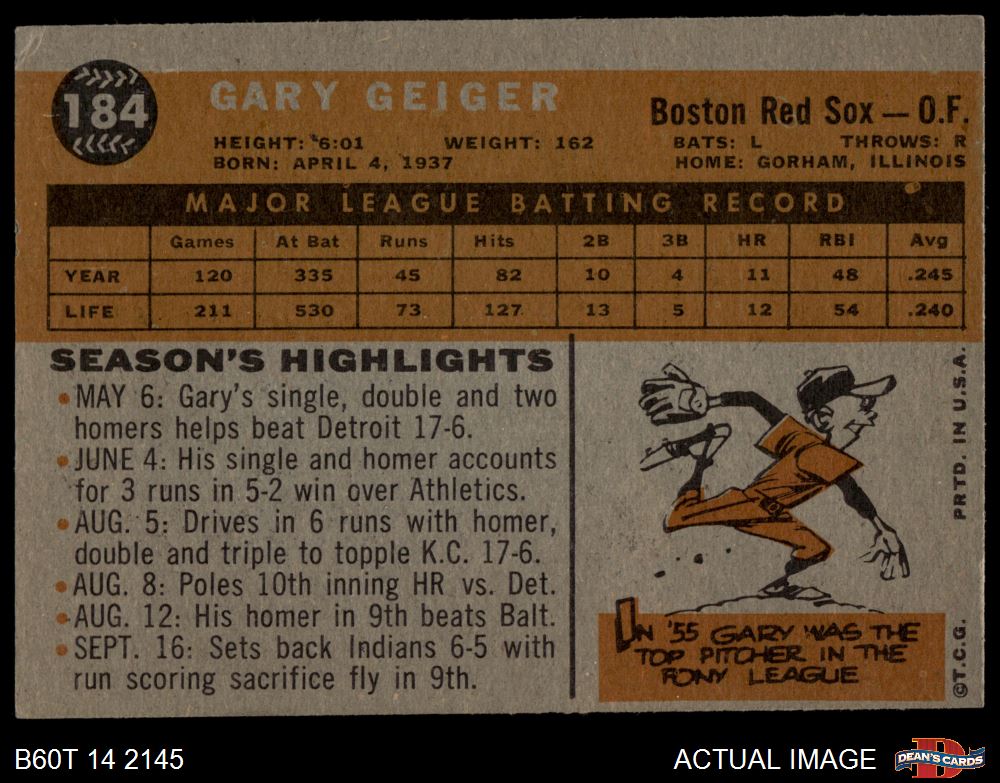 184
GARY GEIGER
Boston Red Sox — O.F.
HEIGHT: 6:01 WEIGHT: 162 BATS: L THROWS: R
BORN: APRIL 4, 1937 HOME: GORHAM, ILLINOIS
MAJOR LEAGUE BATTING RECORD
Games At Bat Runs Hits 2B 3B HR RBI Avg
YEAR 120 335 45 82 10 4 11 48 .245
LIFE 211 530 73 127 13 5 12 54 .240
SEASON'S HIGHLIGHTS
• MAY 6: Gary's single, double and two
homers helps beat Detroit 17-6.
• JUNE 4: His single and homer accounts
for 3 runs in 5-2 win over Athletics.
• AUG. 5: Drives in 6 runs with homer,
double and triple to topple K.C. 17-6.
• AUG. 8: Poles 10th inning HR vs. Det.
• AUG. 12: His homer in 9th beats Balt.
• SEPT. 16: Sets back Indians 6-5 with
run scoring sacrifice fly in 9th.
IN '55 GARY WAS THE
TOP PITCHER IN THE
PONY LEAGUE
©T.C.G. PRTD. IN U.S.A.
B60T 14 2145
ACTUAL IMAGE
D
DEAN'S CARDS